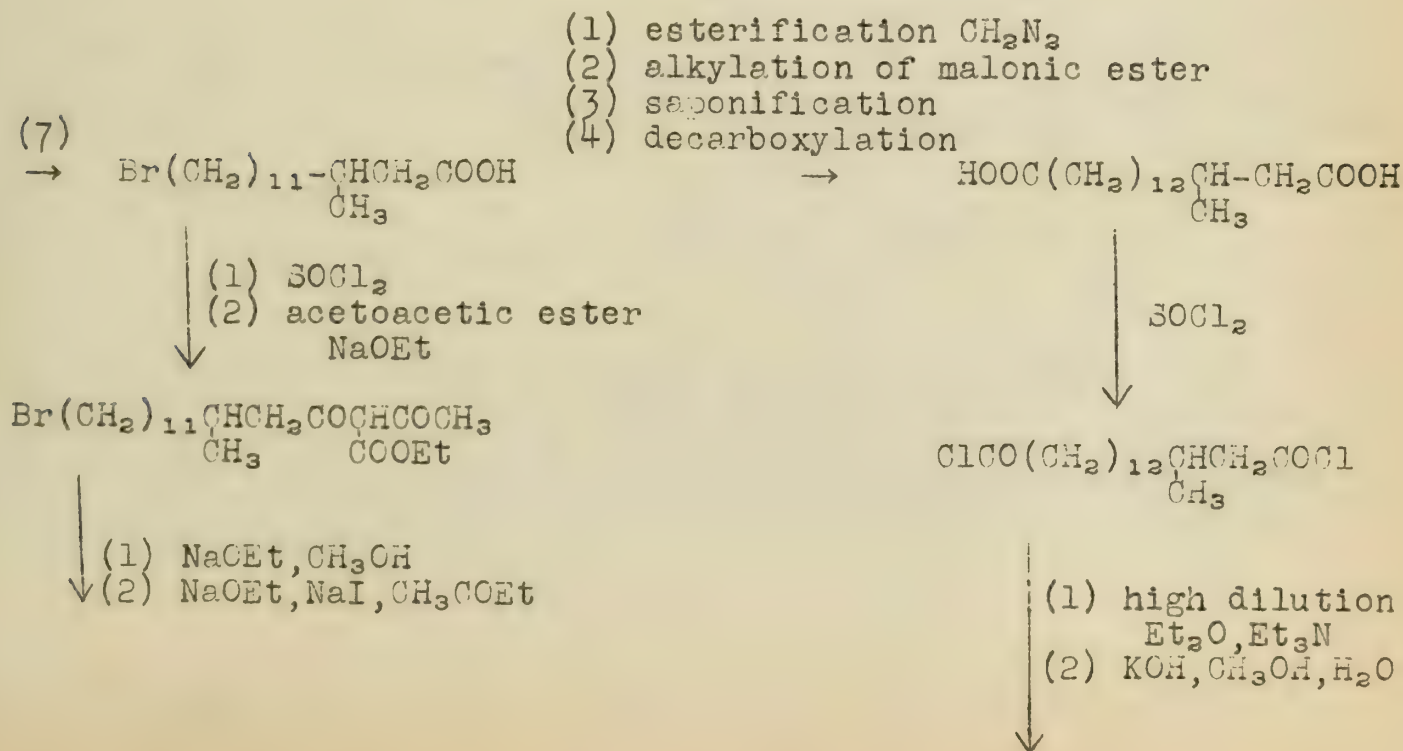 (1) esterification CH₂N₂
(2) alkylation of malonic ester
(3) saponification
(4) decarboxylation
(7)
→ Br(CH₂)₁₁-CHCH₂COOH → HOOC(CH₂)₁₂CH-CH₂COOH
CH₃ CH₃
(1) SOCl₂
(2) acetoacetic ester
NaOEt
SOCl₂
Br(CH₂)₁₁CHCH₂COCHCOCH₃
CH₃ COOEt
ClCO(CH₂)₁₂CHCH₂COCl
CH₃
(1) NaOEt,CH₃OH
(2) NaOEt,NaI,CH₃COEt
(1) high dilution
Et₂O,Et₃N
(2) KOH,CH₃OH,H₂O